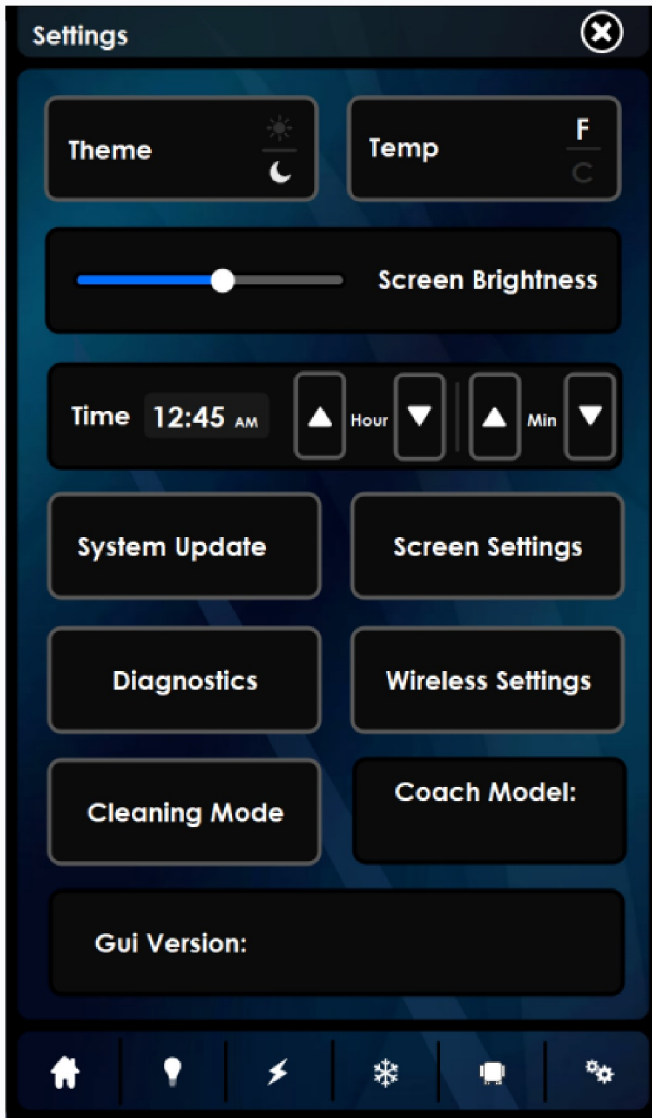 Settings
Theme
Temp
F
C
Screen Brightness
Time 12:45 AM Hour Min
System Update
Screen Settings
Diagnostics
Wireless Settings
Cleaning Mode
Coach Model:
Gui Version: